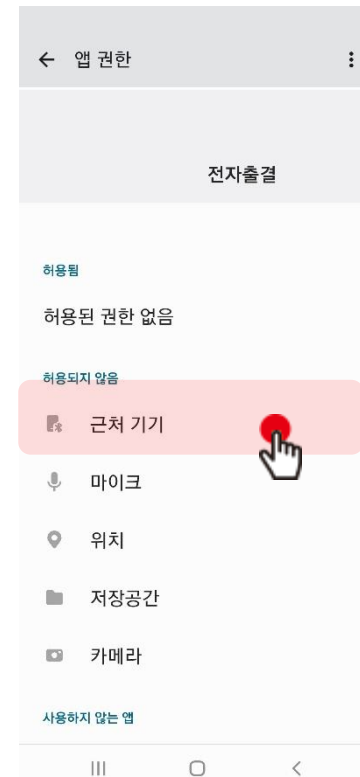 앱 권한
전자출결
허용됨
허용된 권한 없음
허용되지 않음
근처 기기
마이크
위치
저장공간
카메라
사용하지 않는 앱